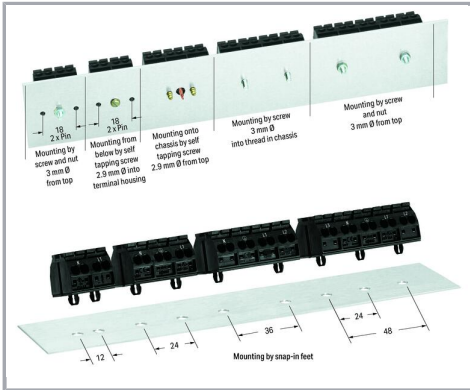 18
2 x Pin
18
2 x Pin
Mounting by
screw and nut
3 mm Ø
from top
Mounting from
below by self
tapping screw
2.9 mm Ø into
terminal housing
Mounting onto
chassis by self
tapping screw
2.9 mm Ø from top
Mounting by screw
3 mm Ø
into thread in chassis
Mounting by screw
and nut
3 mm Ø from top
12
24
36
24
48
Mounting by snap-in feet